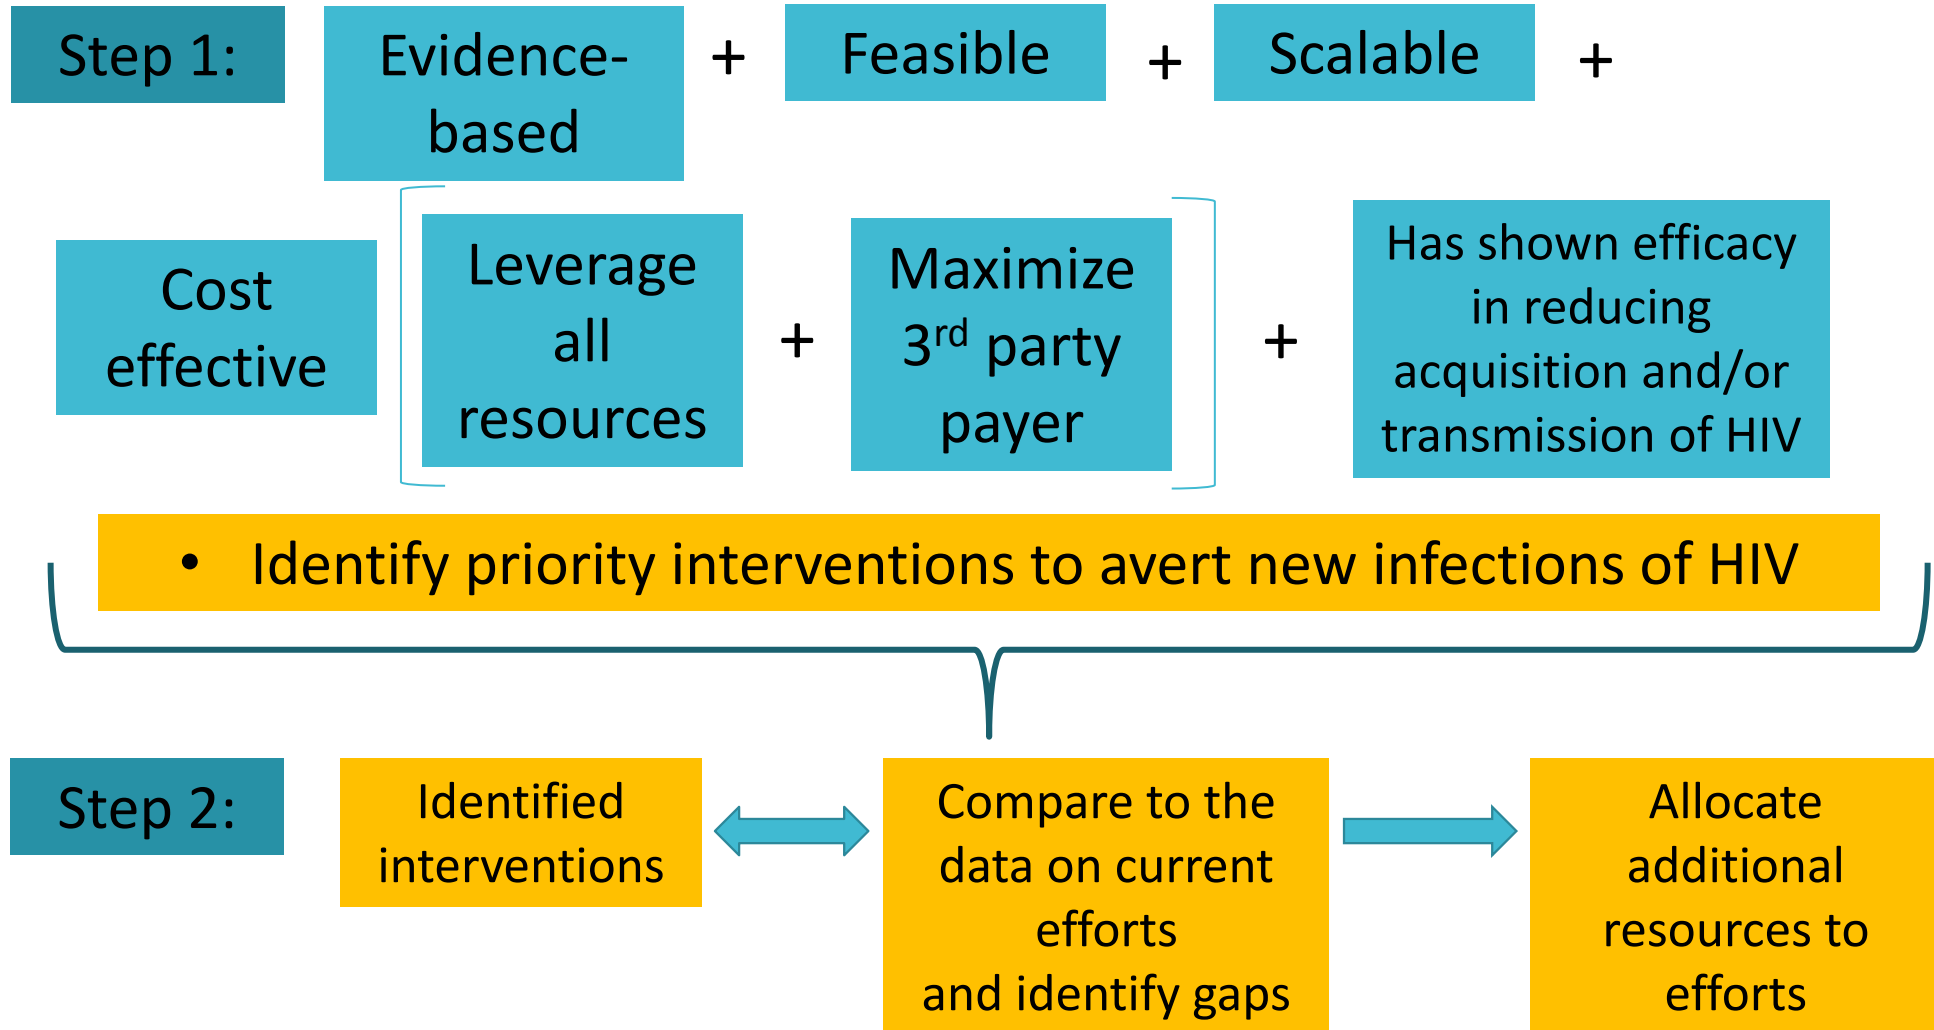 Step 1:
Evidence-
based
+
Feasible
+
Scalable
+
Cost
effective
Leverage
all
resources
+
Maximize
3rd party
payer
+
Has shown efficacy
in reducing
acquisition and/or
transmission of HIV
• Identify priority interventions to avert new infections of HIV
Step 2:
Identified
interventions
Compare to the
data on current
efforts
and identify gaps
Allocate
additional
resources to
efforts